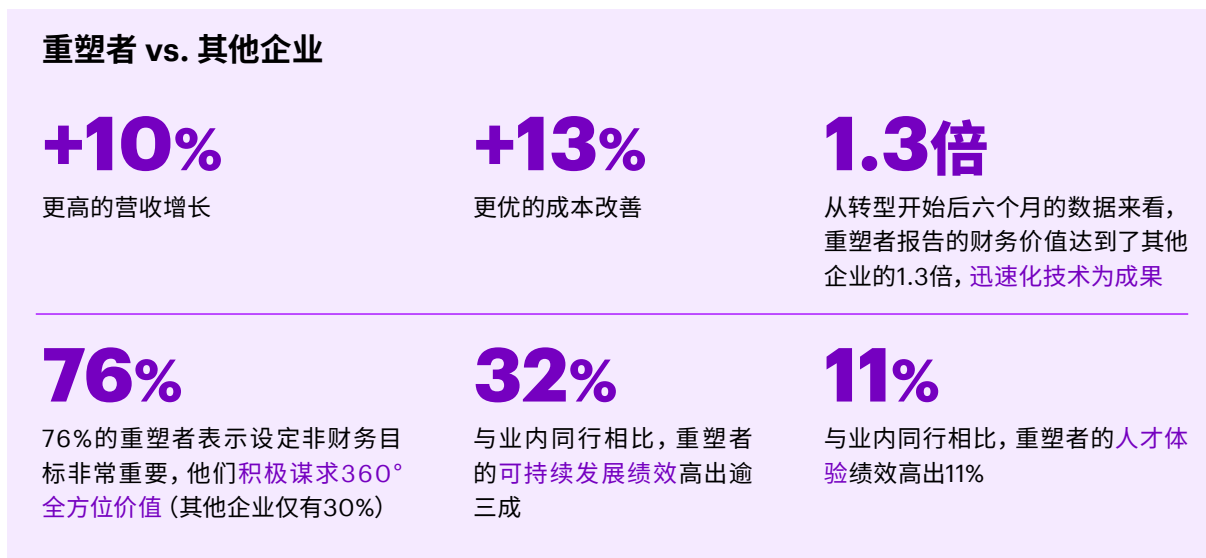 重塑者 vs. 其他企业
+10%
更高的营收增长
+13%
更优的成本改善
1.3倍
从转型开始后六个月的数据来看，
重塑者报告的财务价值达到了其他
企业的1.3倍，迅速化技术为成果
76%
76%的重塑者表示设定非财务目
标非常重要，他们积极谋求360°
全方位价值（其他企业仅有30%）
32%
与业内同行相比，重塑者
的可持续发展绩效高出逾
三成
11%
与业内同行相比，重塑者的人才体
验绩效高出11%